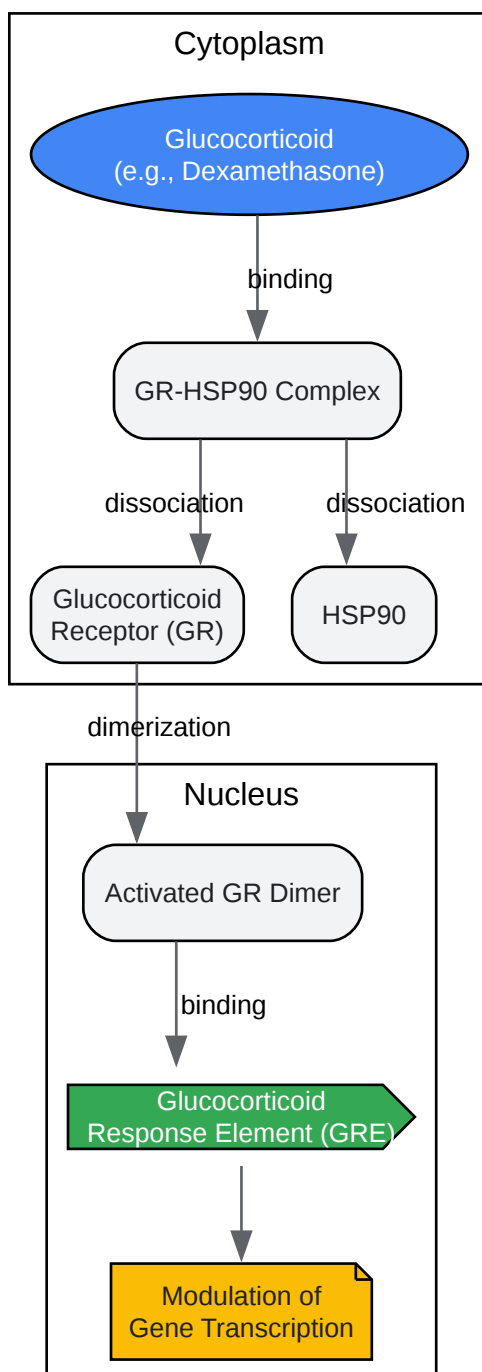 Cytoplasm
Glucocorticoid
(e.g., Dexamethasone)
binding
GR-HSP90 Complex
dissociation
dissociation
Glucocorticoid
Receptor (GR)
HSP90
dimerization
Nucleus
Activated GR Dimer
binding
Glucocorticoid
Response Element (GRE)
Modulation of
Gene Transcription